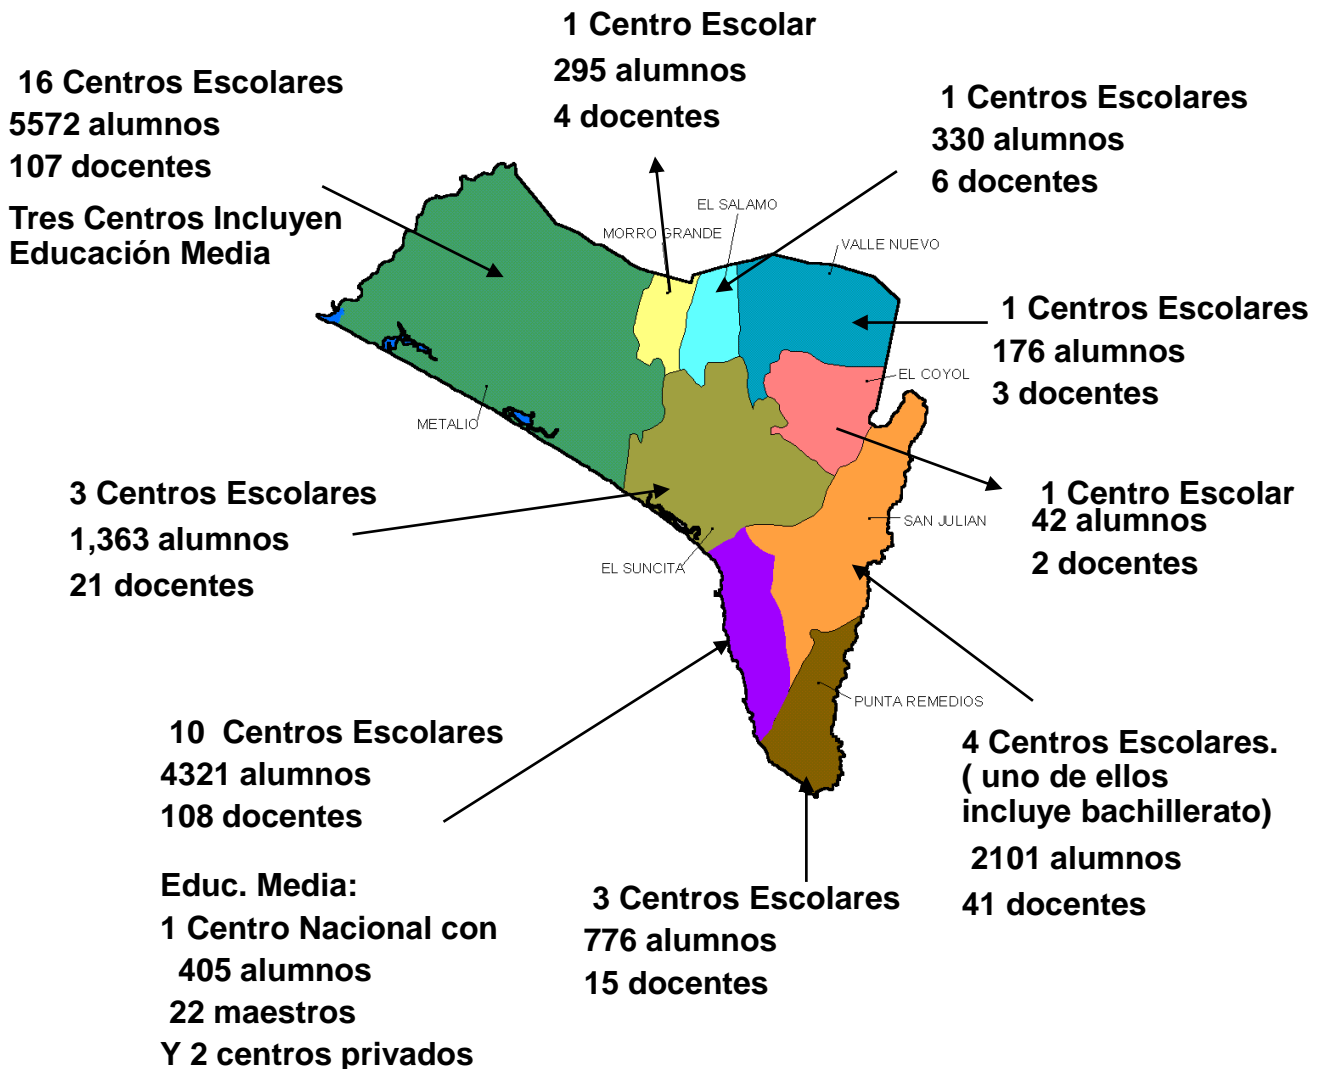 1 Centro Escolar
295 alumnos
4 docentes
16 Centros Escolares
5572 alumnos
107 docentes
Tres Centros Incluyen
Educación Media
1 Centros Escolares
330 alumnos
6 docentes
EL SALAMO
MORRO GRANDE
VALLE NUEVO
1 Centros Escolares
176 alumnos
3 docentes
EL COYOL
METALIO
3 Centros Escolares
1,363 alumnos
21 docentes
1 Centro Escolar
42 alumnos
2 docentes
SAN JULIAN
EL SUNCITA
PUNTA REMEDIOS
10 Centros Escolares
4321 alumnos
108 docentes
Educ. Media:
1 Centro Nacional con
405 alumnos
22 maestros
Y 2 centros privados
3 Centros Escolares
776 alumnos
15 docentes
4 Centros Escolares.
( uno de ellos
incluye bachillerato)
2101 alumnos
41 docentes